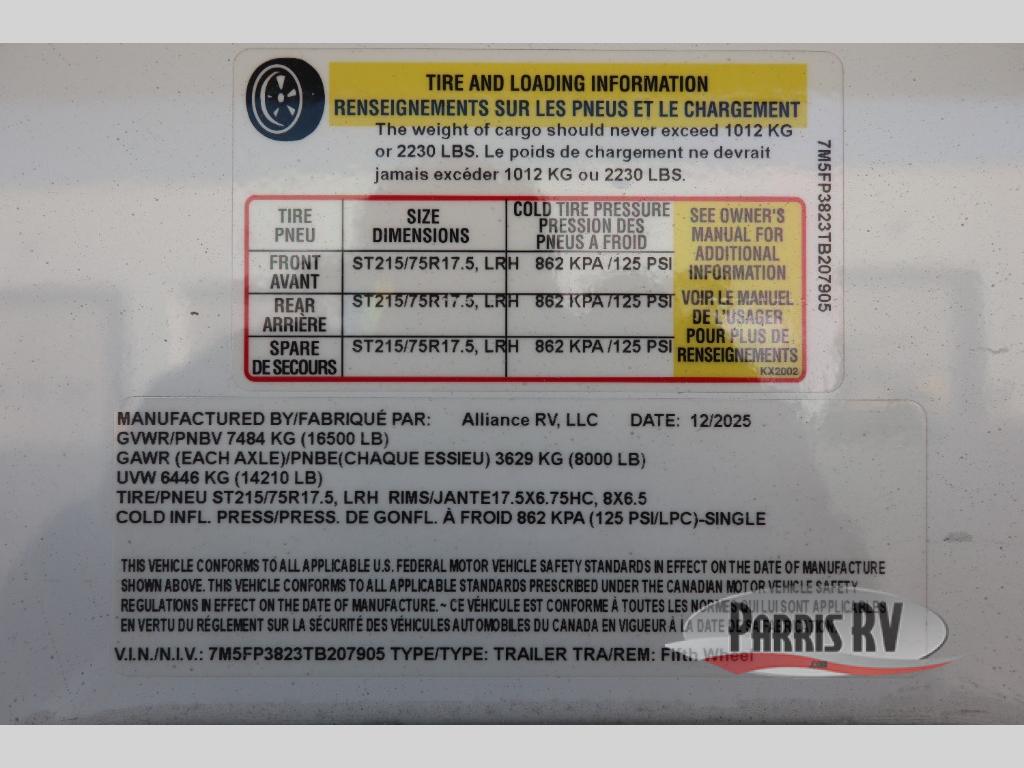 TIRE AND LOADING INFORMATION
RENSEIGNEMENTS SUR LES PNEUS ET LE CHARGEMENT
The weight of cargo should never exceed 1012 KG
or 2230 LBS. Le poids de chargement ne devrait
jamais excéder 1012 KG ou 2230 LBS.
TIRE PNEU
SIZE DIMENSIONS
COLD TIRE PRESSURE PRESSION DES PNEUS A FROID
FRONT AVANT
ST215/75R17.5, LRH 862 KPA /125 PSI
REAR ARRIÈRE
ST215/75R17.5, LRH 862 KPA /125 PSI
SPARE DE SECOURS
ST215/75R17.5, LRH 862 KPA /125 PSI
SEE OWNER'S
MANUAL FOR
ADDITIONAL
INFORMATION
VOIR LE MANUEL
DE L'USAGER
POUR PLUS DE
RENSEIGNEMENTS
KX2002
7M5FP3823TB207905
MANUFACTURED BY/FABRIQUÉ PAR: Alliance RV, LLC DATE: 12/2025
GVWR/PNBV 7484 KG (16500 LB)
GAWR (EACH AXLE)/PNBE(CHAQUE ESSIEU) 3629 KG (8000 LB)
UVW 6446 KG (14210 LB)
TIRE/PNEU ST215/75R17.5, LRH RIMS/JANTE17.5X6.75HC, 8X6.5
COLD INFL. PRESS/PRESS. DE GONFL. À FROID 862 KPA (125 PSI/LPC)-SINGLE
THIS VEHICLE CONFORMS TO ALL APPLICABLE U.S. FEDERAL MOTOR VEHICLE SAFETY STANDARDS IN EFFECT ON THE DATE OF MANUFACTURE
SHOWN ABOVE. THIS VEHICLE CONFORMS TO ALL APPLICABLE STANDARDS PRESCRIBED UNDER THE CANADIAN MOTOR VEHICLE SAFETY
REGULATIONS IN EFFECT ON THE DATE OF MANUFACTURE. ~ CE VÉHICULE EST CONFORME À TOUTES LES NORMES QUI LUI SONT APPLICABLES
EN VERTU DU RÉGLEMENT SUR LA SÉCURITÉ DES VÉHICULES AUTOMOBILES DU CANADA EN VIGUEUR À LA DATE DE SA FABRICATION.
V.I.N./N.I.V.: 7M5FP3823TB207905 TYPE/TYPE: TRAILER TRA/REM: Fifth Wheel
PARRIS RV
.com